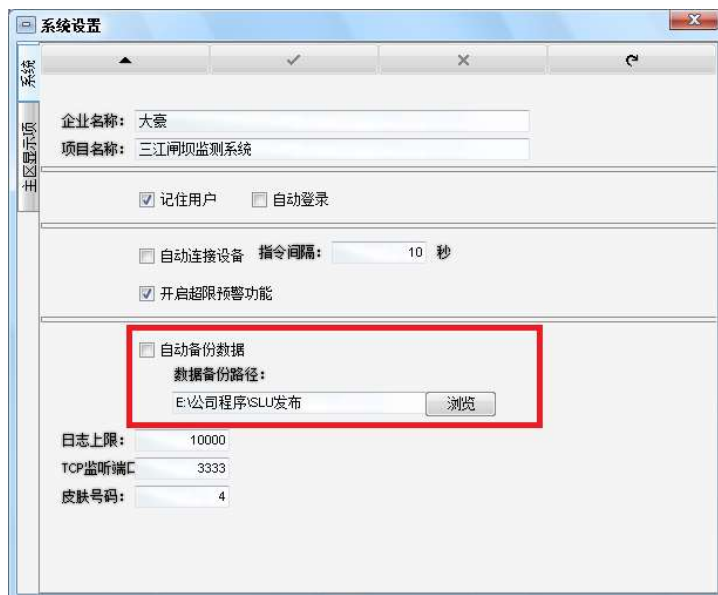 系统设置
系统
主区显示项
企业名称: 大豪
项目名称: 三江闸坝监测系统
记住用户 自动登录
自动连接设备 指令间隔: 10 秒
开启超限预警功能
自动备份数据
数据备份路径:
E:\公司程序\SLU发布 浏览
日志上限: 10000
TCP监听端口 3333
皮肤号码: 4